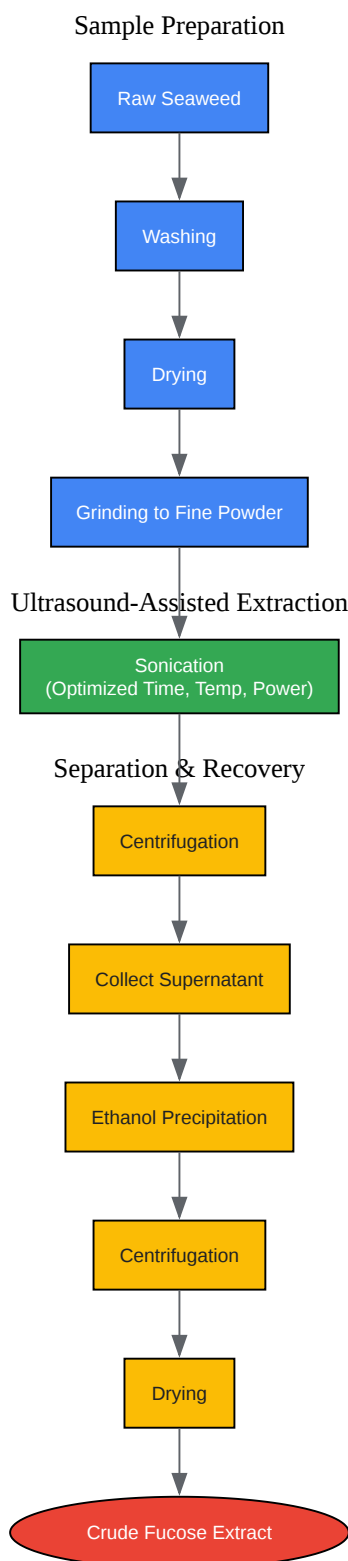 Sample Preparation
Raw Seaweed
Washing
Drying
Grinding to Fine Powder
Ultrasound-Assisted Extraction
Sonication
(Optimized Time, Temp, Power)
Separation & Recovery
Centrifugation
Collect Supernatant
Ethanol Precipitation
Centrifugation
Drying
Crude Fucose Extract